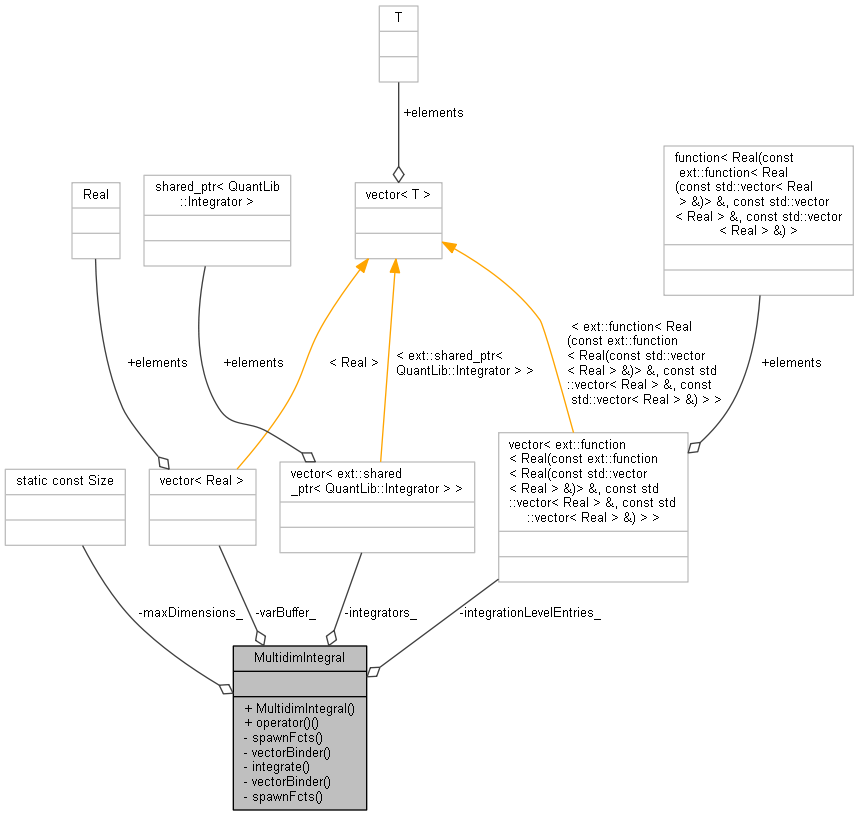 T
+elements
function< Real(const
ext::function< Real
(const std::vector< Real
> &)> &, const std::vector
< Real > &, const std::vector
< Real > &) >
shared_ptr< QuantLib
::Integrator >
Real
vector< T >
< ext::function< Real
(const ext::function
< Real(const std::vector
< Real > &)> &, const std
::vector< Real > &, const
std::vector< Real > &) > >
+elements
+elements
< Real >
< ext::shared_ptr<
QuantLib::Integrator > >
+elements
vector< ext::function
< Real(const ext::function
< Real(const std::vector
< Real > &)> &, const std
::vector< Real > &, const std
::vector< Real > &) > >
static const Size
vector< Real >
vector< ext::shared
_ptr< QuantLib::Integrator > >
-maxDimensions_
-varBuffer_
-integrators_
-integrationLevelEntries_
MultidimIntegral
+ MultidimIntegral()
+ operator()()
- spawnFcts()
- vectorBinder()
- integrate()
- vectorBinder()
- spawnFcts()